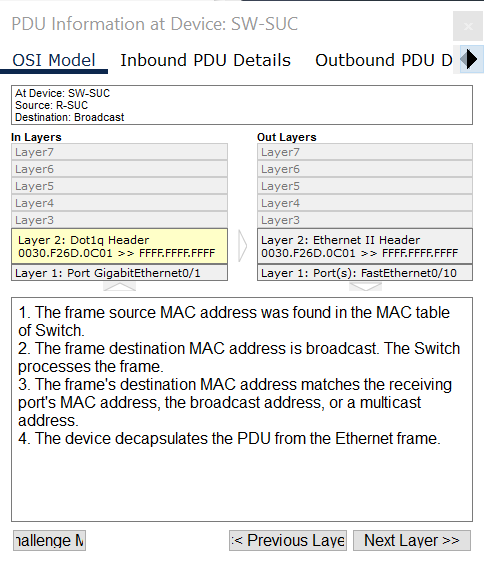 PDU Information at Device: SW-SUC
OSI Model Inbound PDU Details Outbound PDU D
At Device: SW-SUC
Source: R-SUC
Destination: Broadcast
In Layers
Layer7
Layer6
Layer5
Layer4
Layer3
Layer 2: Dot1q Header
0030.F26D.0C01 >> FFFF.FFFF.FFFF
Layer 1: Port GigabitEthernet0/1
Out Layers
Layer7
Layer6
Layer5
Layer4
Layer3
Layer 2: Ethernet II Header
0030.F26D.0C01 >> FFFF.FFFF.FFFF
Layer 1: Port(s): FastEthernet0/10
1. The frame source MAC address was found in the MAC table
of Switch.
2. The frame destination MAC address is broadcast. The Switch
processes the frame.
3. The frame's destination MAC address matches the receiving
port's MAC address, the broadcast address, or a multicast
address.
4. The device decapsulates the PDU from the Ethernet frame.
hallenge M
< Previous Laye
Next Layer >>